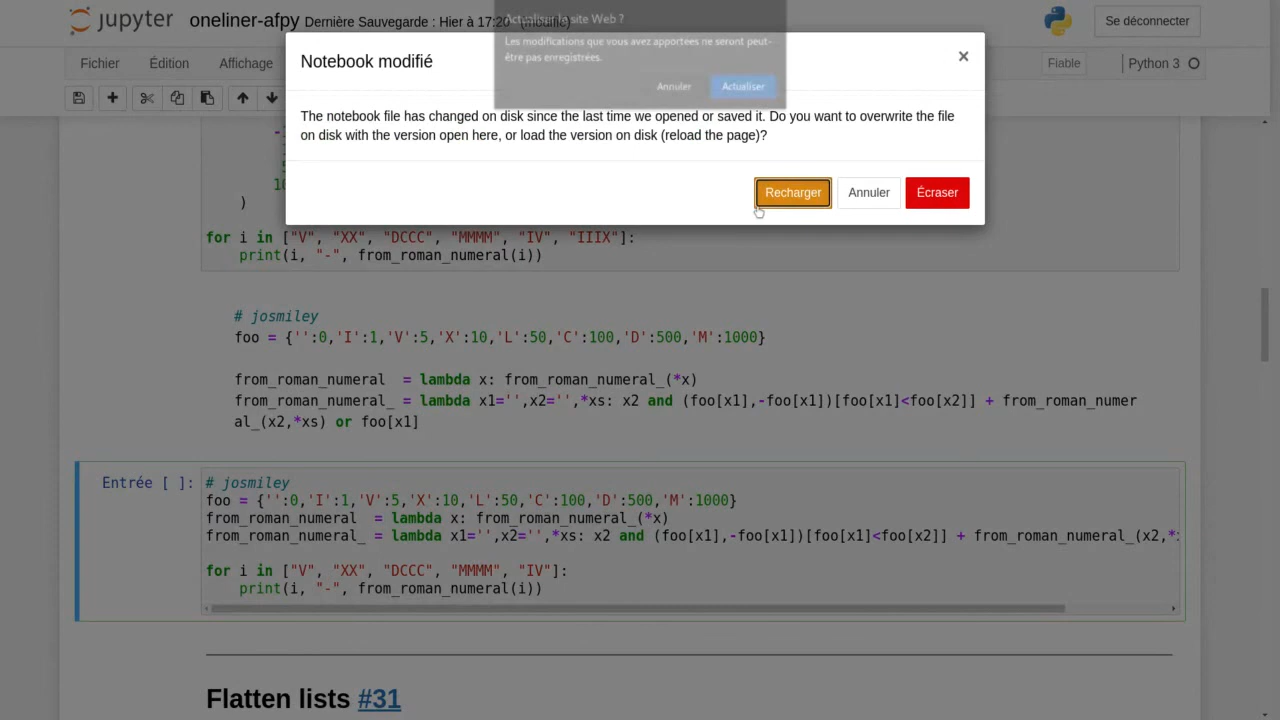 jupyter oneliner-afpy Dernière Sauvegarde : Hier à 17:20 (modifié)
Se déconnecter
Actualiser le site Web ?
Les modifications que vous avez apportées ne seront peut-
être pas enregistrées.
Annuler Actualiser
Fichier Édition Affichage
Fiable Python 3
Notebook modifié
×
The notebook file has changed on disk since the last time we opened or saved it. Do you want to overwrite the file
on disk with the version open here, or load the version on disk (reload the page)?
Recharger Annuler Écraser
)
for i in ["V", "XX", "DCCC", "MMMM", "IV", "IIIX"]:
print(i, "-", from_roman_numeral(i))
# josmiley
foo = {'':0,'I':1,'V':5,'X':10,'L':50,'C':100,'D':500,'M':1000}
from_roman_numeral  = lambda x: from_roman_numeral_(*x)
from_roman_numeral_ = lambda x1='',x2='',*xs: x2 and (foo[x1],-foo[x1])[foo[x1]<foo[x2]] + from_roman_numer
al_(x2,*xs) or foo[x1]
Entrée [ ]:
# josmiley
foo = {'':0,'I':1,'V':5,'X':10,'L':50,'C':100,'D':500,'M':1000}
from_roman_numeral  = lambda x: from_roman_numeral_(*x)
from_roman_numeral_ = lambda x1='',x2='',*xs: x2 and (foo[x1],-foo[x1])[foo[x1]<foo[x2]] + from_roman_numeral_(x2,*
for i in ["V", "XX", "DCCC", "MMMM", "IV"]:
print(i, "-", from_roman_numeral(i))
Flatten lists #31